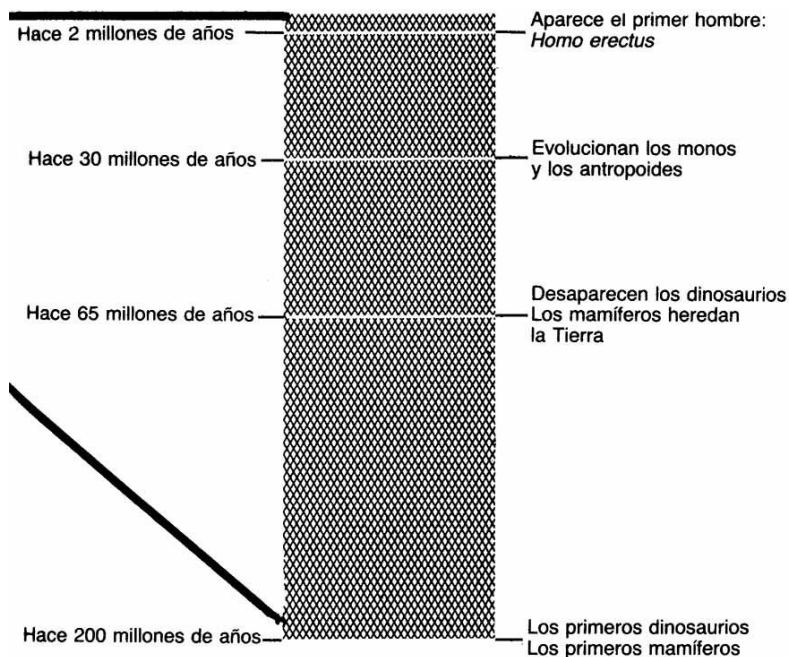 Hace 2 millones de años
Aparece el primer hombre:
Homo erectus
Hace 30 millones de años
Evolucionan los monos
y los antropoides
Hace 65 millones de años
Desaparecen los dinosaurios
Los mamíferos heredan
la Tierra
Hace 200 millones de años
Los primeros dinosaurios
Los primeros mamíferos